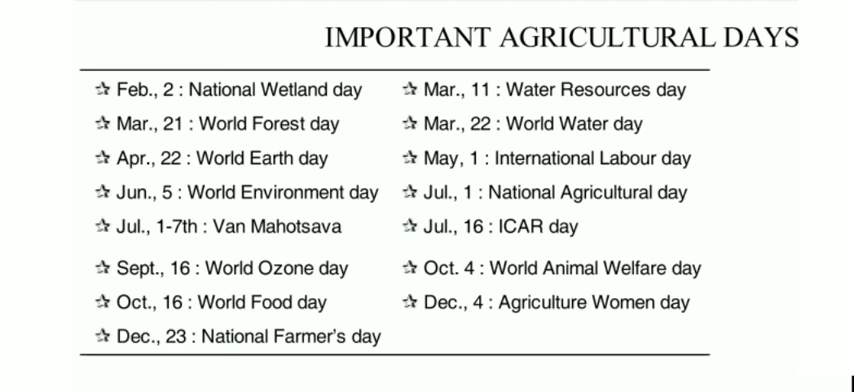 IMPORTANT AGRICULTURAL DAYS
☆ Feb., 2 : National Wetland day ☆ Mar., 11 : Water Resources day
☆ Mar., 21 : World Forest day ☆ Mar., 22 : World Water day
☆ Apr., 22 : World Earth day ☆ May, 1 : International Labour day
☆ Jun., 5 : World Environment day ☆ Jul., 1 : National Agricultural day
☆ Jul., 1-7th : Van Mahotsava ☆ Jul., 16 : ICAR day
☆ Sept., 16 : World Ozone day ☆ Oct. 4 : World Animal Welfare day
☆ Oct., 16 : World Food day ☆ Dec., 4 : Agriculture Women day
☆ Dec., 23 : National Farmer's day